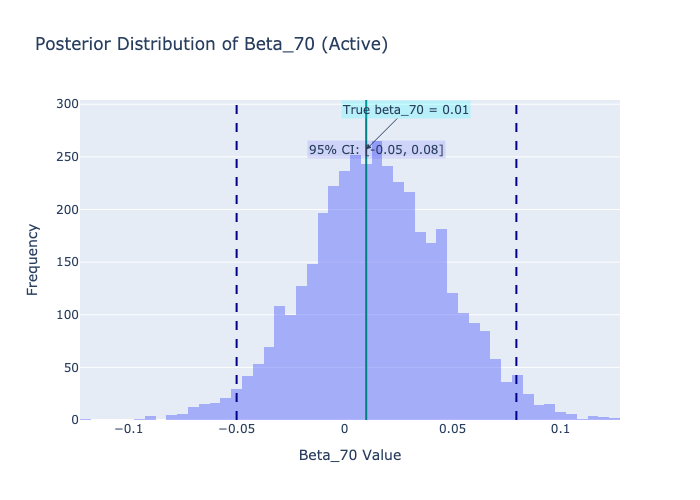 Posterior Distribution of Beta_70 (Active)
True beta_70 = 0.01
95% CI: [-0.05, 0.08]
300
250
200
150
100
50
0
Frequency
−0.1
−0.05
0
0.05
0.1
Beta_70 Value